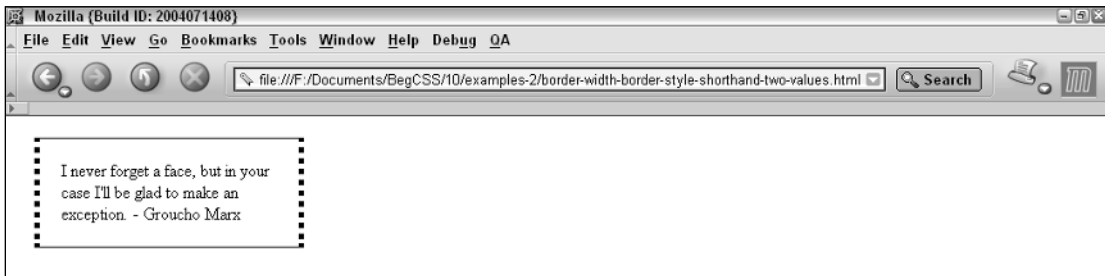 Mozilla {Build ID: 2004071408}
File Edit View Go Bookmarks Tools Window Help Debug QA
file:///F:/Documents/BegCSS/10/examples-2/border-width-border-style-shorthand-two-values.html Search
I never forget a face, but in your
case I'll be glad to make an
exception. - Groucho Marx